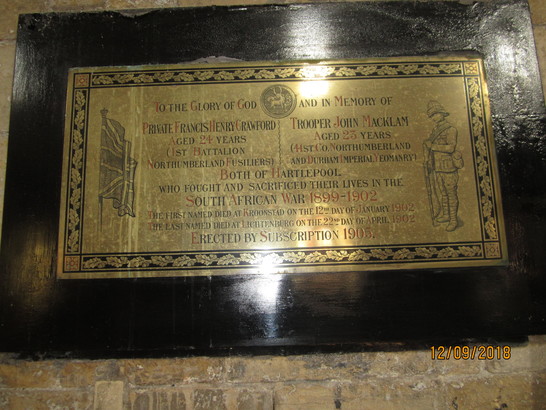 To the Glory of God and in Memory of
Private Francis Henry Crawford
Aged 24 years
(1st Battalion
Northumberland Fusiliers)
Trooper John Macklam
Aged 23 years
(41st Co. Northumberland
and Durham Imperial Yeomanry)
Both of Hartlepool
who fought and sacrificed their lives in the
South African War 1899-1902
The first named died at Kroonstad on the 12th day of January 1902
The last named died at Lichtenburg on the 22nd day of April 1902
Erected by Subscription 1905.
12/09/2018